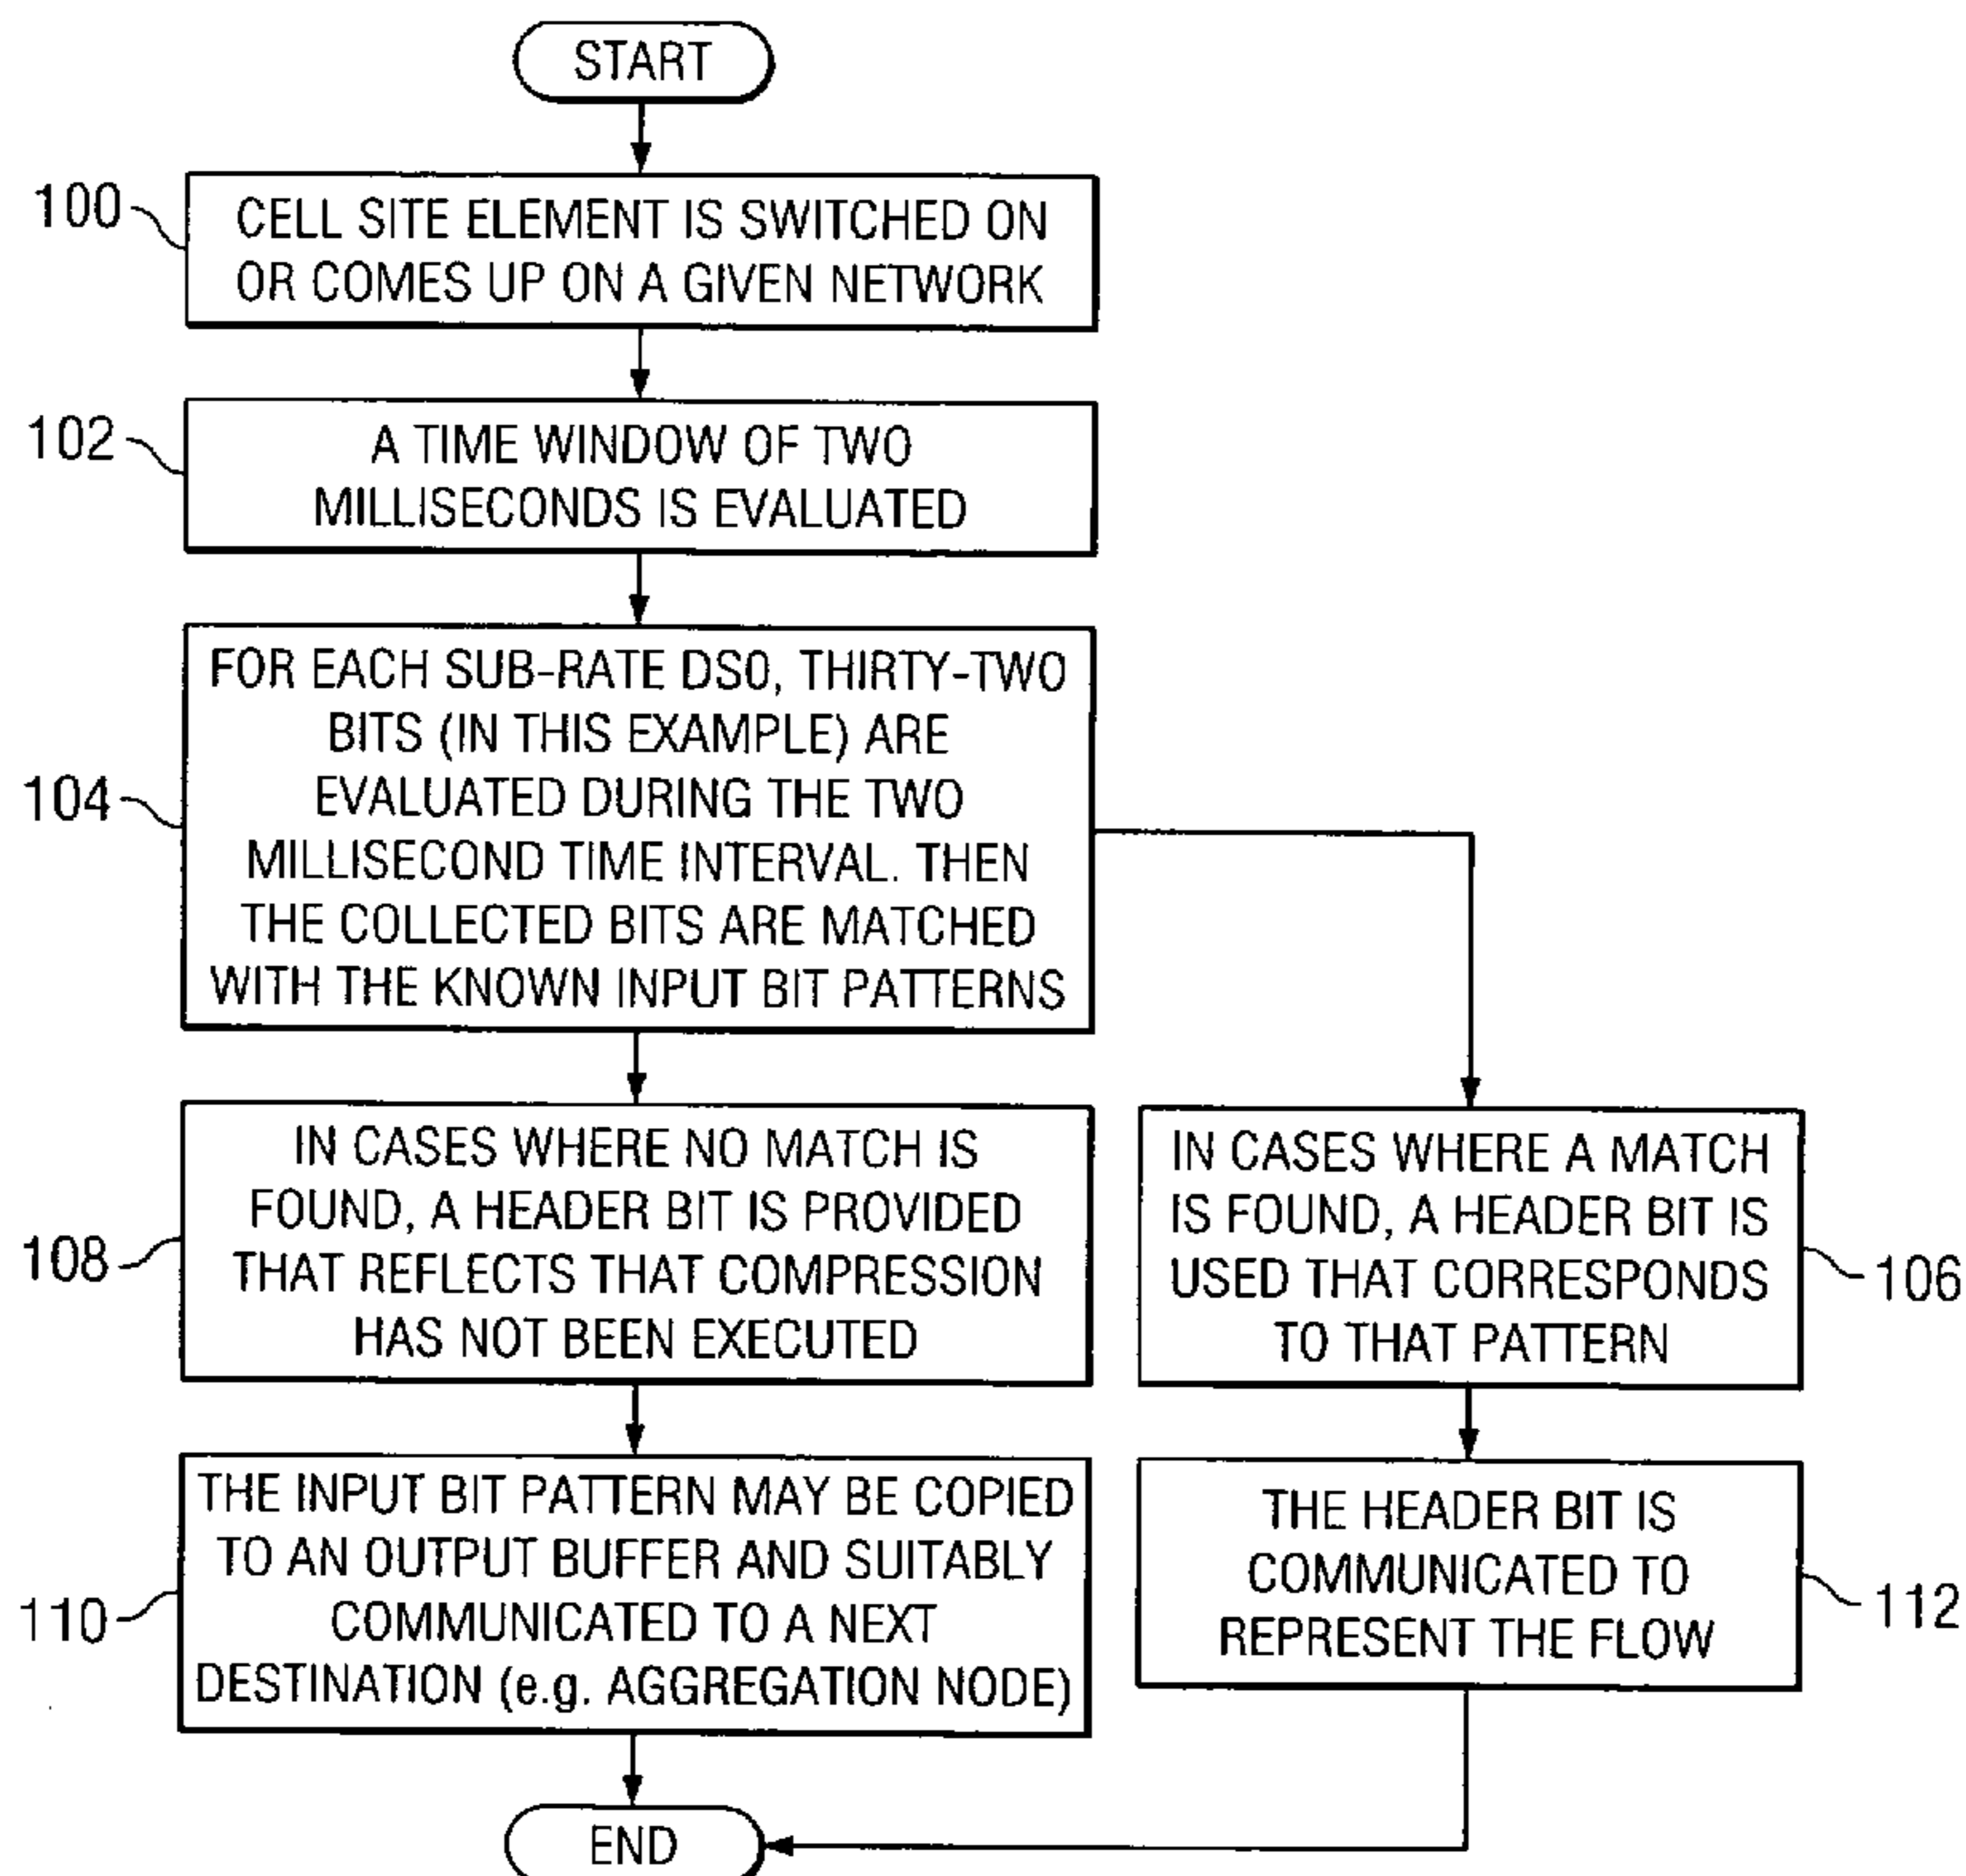 START
100
CELL SITE ELEMENT IS SWITCHED ON
OR COMES UP ON A GIVEN NETWORK
102
A TIME WINDOW OF TWO
MILLISECONDS IS EVALUATED
104
FOR EACH SUB-RATE DS0, THIRTY-TWO
BITS (IN THIS EXAMPLE) ARE
EVALUATED DURING THE TWO
MILLISECOND TIME INTERVAL. THEN
THE COLLECTED BITS ARE MATCHED
WITH THE KNOWN INPUT BIT PATTERNS
108
IN CASES WHERE NO MATCH IS
FOUND, A HEADER BIT IS PROVIDED
THAT REFLECTS THAT COMPRESSION
HAS NOT BEEN EXECUTED
IN CASES WHERE A MATCH
IS FOUND, A HEADER BIT IS
USED THAT CORRESPONDS
TO THAT PATTERN
106
110
THE INPUT BIT PATTERN MAY BE COPIED
TO AN OUTPUT BUFFER AND SUITABLY
COMMUNICATED TO A NEXT
DESTINATION (e.g. AGGREGATION NODE)
THE HEADER BIT IS
COMMUNICATED TO
REPRESENT THE FLOW
112
END